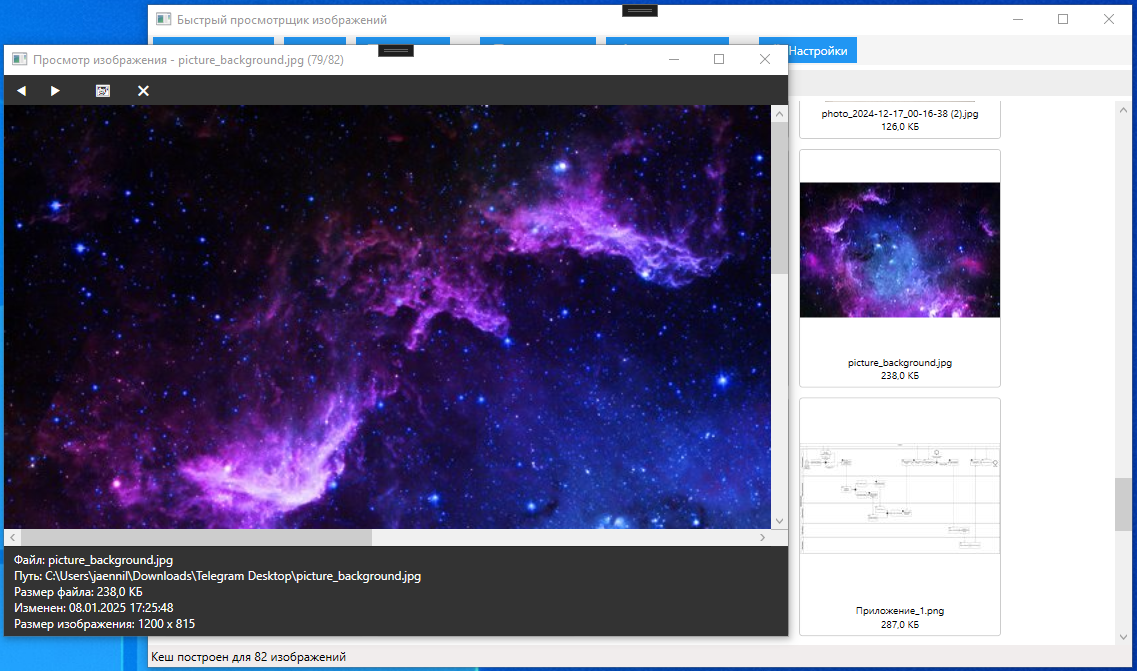 Быстрый просмотрщик изображений
Настройки
Просмотр изображения - picture_background.jpg (79/82)
photo_2024-12-17_00-16-38 (2).jpg
126,0 КБ
picture_background.jpg
238,0 КБ
Приложение_1.png
287,0 КБ
Файл: picture_background.jpg
Путь: C:\Users\jaennil\Downloads\Telegram Desktop\picture_background.jpg
Размер файла: 238,0 КБ
Изменен: 08.01.2025 17:25:48
Размер изображения: 1200 x 815
Кеш построен для 82 изображений